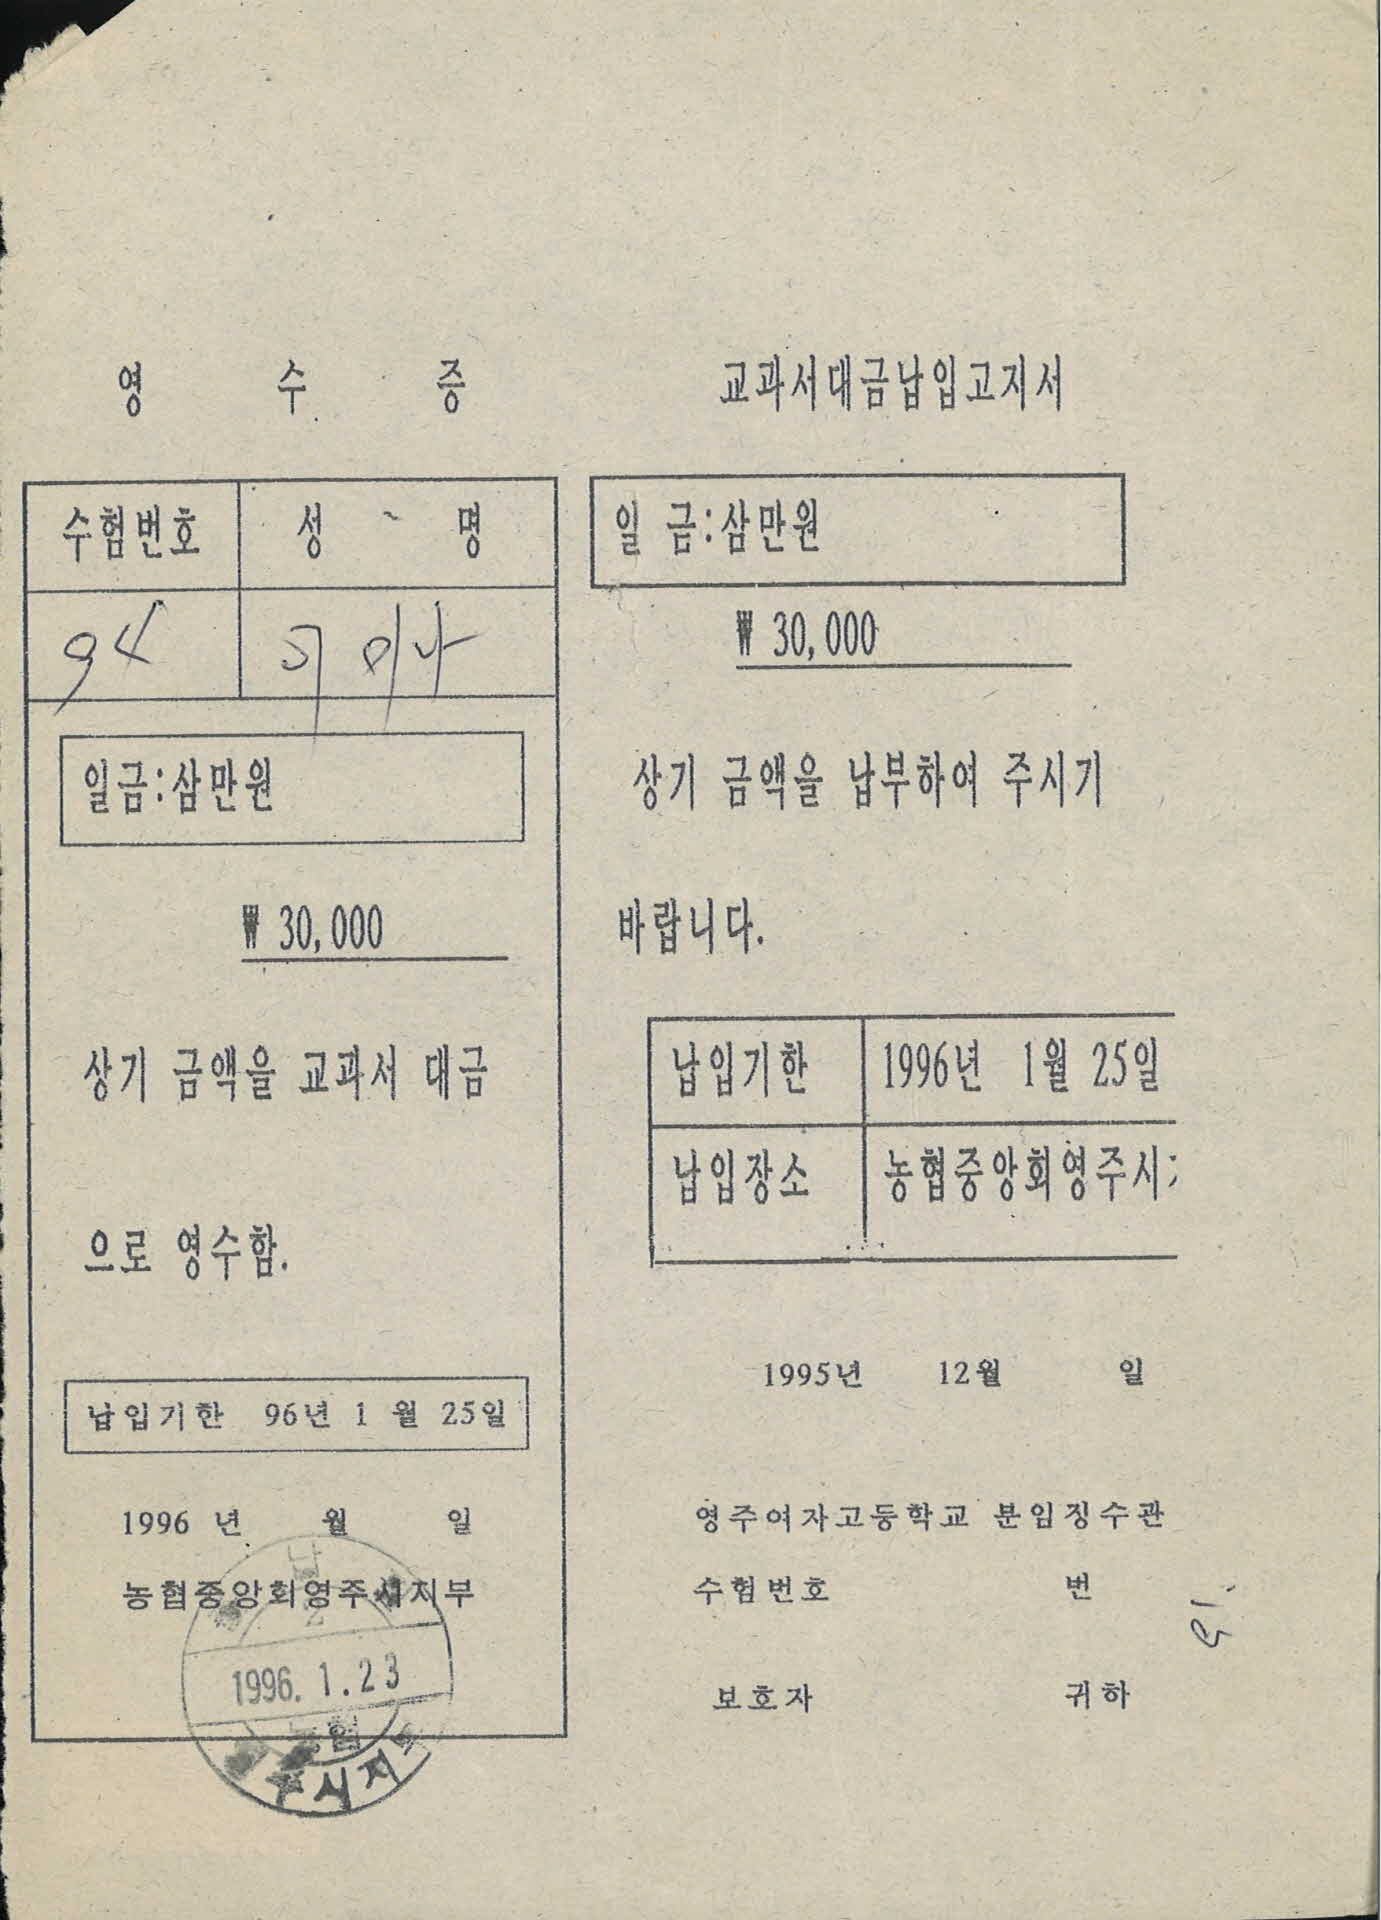 영 수 증
수험번호 성 명
94
일금:삼만원
₩ 30,000
상기 금액을 교과서 대금
으로 영수함.
납입기한 96년 1 월 25일
1996 년 월 일
농협중앙회영주시지부
1996. 1. 23
농협
주시지
교과서대금납입고지서
일 금:삼만원
₩ 30,000
상기 금액을 납부하여 주시기
바랍니다.
납입기한 1996년 1월 25일
납입장소 농협중앙회영주시
1995년 12월 일
영주여자고등학교 분임징수관
수험번호 번
보호자 귀하